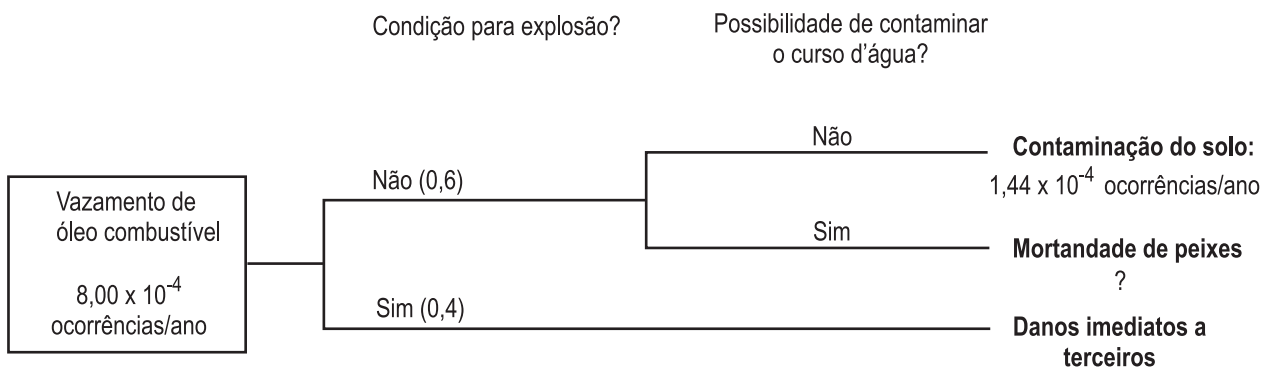 Condição para explosão?
Possibilidade de contaminar
o curso d’água?
Vazamento de
óleo combustível
8,00 x 10⁻⁴
ocorrências/ano
Não (0,6)
Sim (0,4)
Não
Sim
Contaminação do solo:
1,44 x 10⁻⁴ ocorrências/ano
Mortandade de peixes
?
Danos imediatos a
terceiros